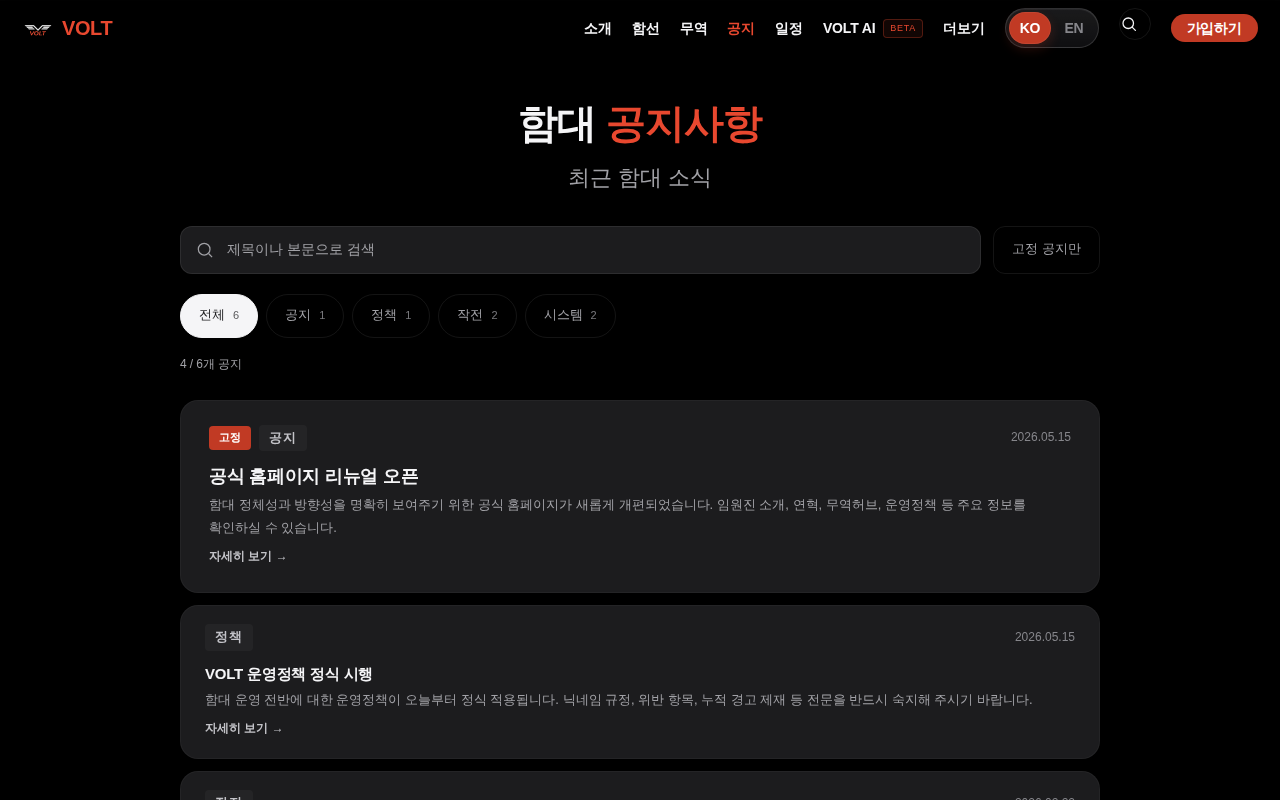 VOLT
VOLT
소개
함선
무역
공지
일정
VOLT AI BETA
더보기
KO
EN
가입하기
함대 공지사항
최근 함대 소식
제목이나 본문으로 검색
고정 공지만
전체 6
공지 1
정책 1
작전 2
시스템 2
4 / 6개 공지
고정
공지
2026.05.15
공식 홈페이지 리뉴얼 오픈
함대 정체성과 방향성을 명확히 보여주기 위한 공식 홈페이지가 새롭게 개편되었습니다. 임원진 소개, 연혁, 무역허브, 운영정책 등 주요 정보를
확인하실 수 있습니다.
자세히 보기 →
정책
2026.05.15
VOLT 운영정책 정식 시행
함대 운영 전반에 대한 운영정책이 오늘부터 정식 적용됩니다. 닉네임 규정, 위반 항목, 누적 경고 제재 등 전문을 반드시 숙지해 주시기 바랍니다.
자세히 보기 →